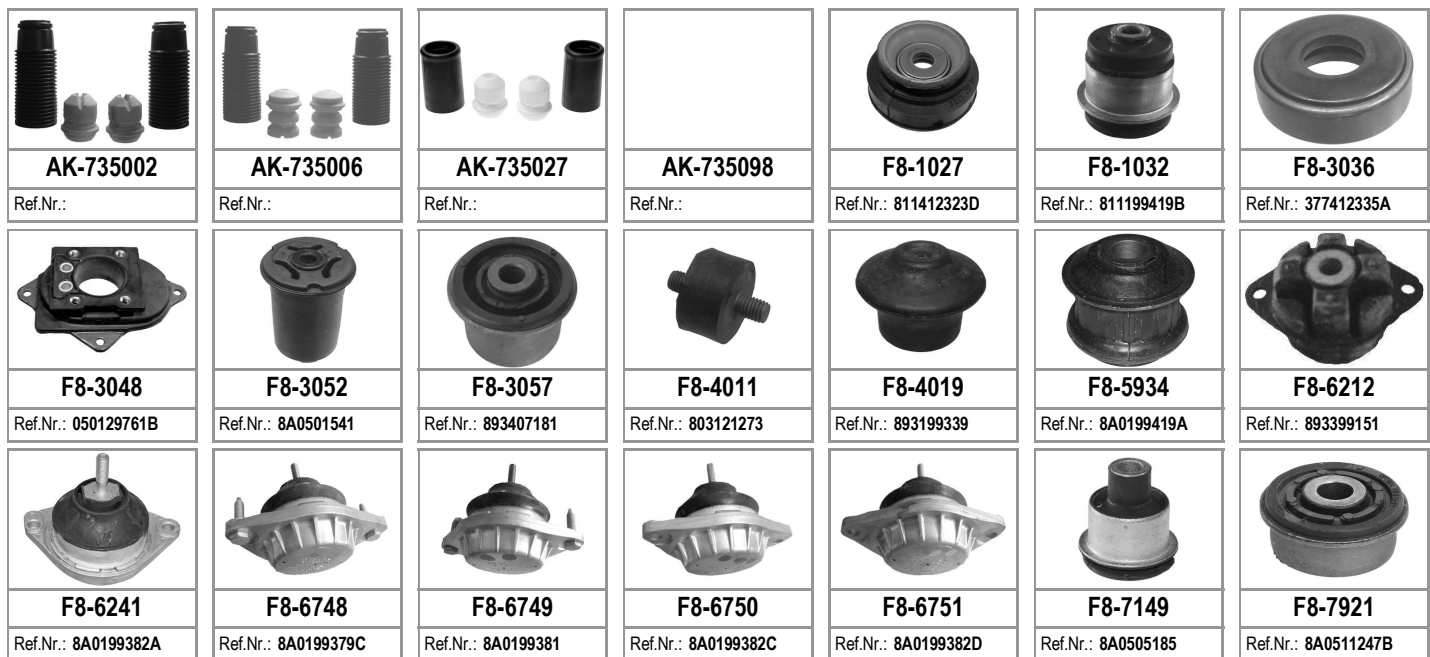 AK-735002 AK-735006 AK-735027 AK-735098 F8-1027 F8-1032 F8-3036
Ref.Nr.: Ref.Nr.: Ref.Nr.: Ref.Nr.: Ref.Nr.: 811412323D Ref.Nr.: 811199419B Ref.Nr.: 377412335A
F8-3048 F8-3052 F8-3057 F8-4011 F8-4019 F8-5934 F8-6212
Ref.Nr.: 050129761B Ref.Nr.: 8A0501541 Ref.Nr.: 893407181 Ref.Nr.: 803121273 Ref.Nr.: 893199339 Ref.Nr.: 8A0199419A Ref.Nr.: 893399151
F8-6241 F8-6748 F8-6749 F8-6750 F8-6751 F8-7149 F8-7921
Ref.Nr.: 8A0199382A Ref.Nr.: 8A0199379C Ref.Nr.: 8A0199381 Ref.Nr.: 8A0199382C Ref.Nr.: 8A0199382D Ref.Nr.: 8A0505185 Ref.Nr.: 8A0511247B